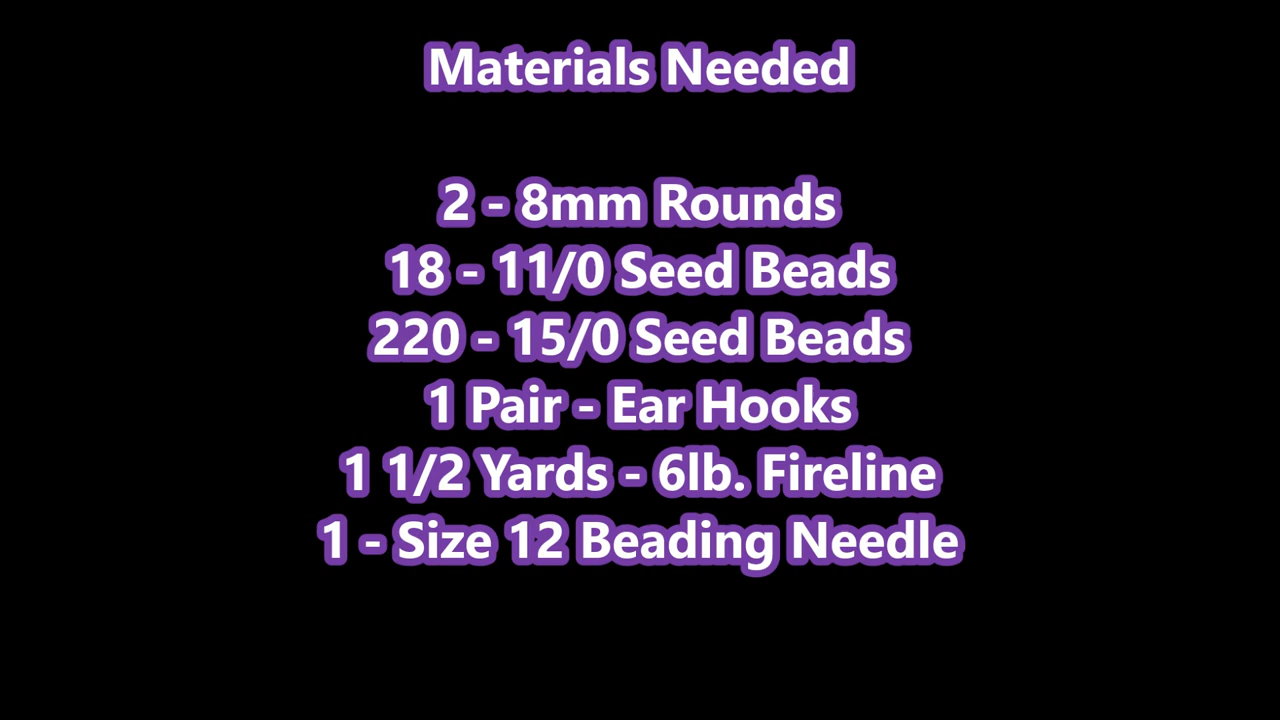 Materials Needed
2 - 8mm Rounds
18 - 11/0 Seed Beads
220 - 15/0 Seed Beads
1 Pair - Ear Hooks
1 1/2 Yards - 6lb. Fireline
1 - Size 12 Beading Needle